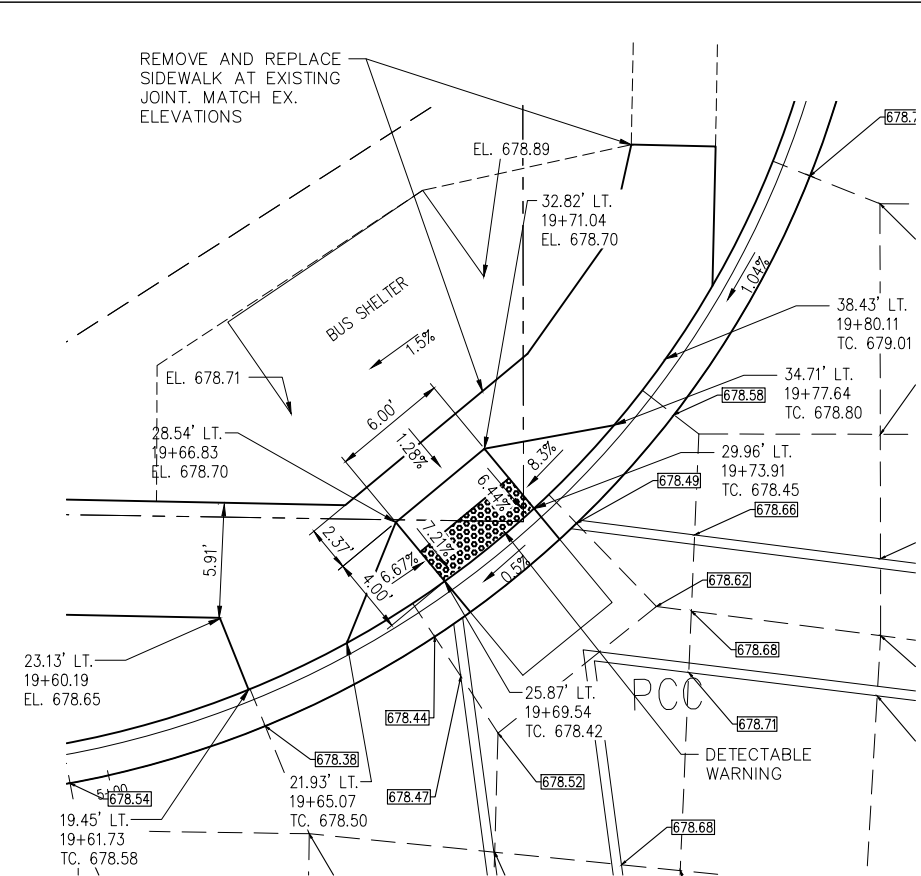 REMOVE AND REPLACE
SIDEWALK AT EXISTING
JOINT. MATCH EX.
ELEVATIONS
EL. 678.89
32.82' LT.
19+71.04
EL. 678.70
1.04%
BUS SHELTER
1.5%
38.43' LT.
19+80.11
TC. 679.01
EL. 678.71
6.00'
34.71' LT.
19+77.64
TC. 678.80
678.58
28.54' LT.
19+66.83
EL. 678.70
1.28%
8.3%
29.96' LT.
19+73.91
TC. 678.45
678.49
6.44%
678.66
7.21%
2.37'
5.91'
6.67%
4.00'
0.5%
678.62
678.68
23.13' LT.
19+60.19
EL. 678.65
25.87' LT.
19+69.54
TC. 678.42
PCC
678.44
678.71
678.38
DETECTABLE
WARNING
678.52
678.54
678.47
21.93' LT.
19+65.07
TC. 678.50
19.45' LT.
19+61.73
TC. 678.58
678.68